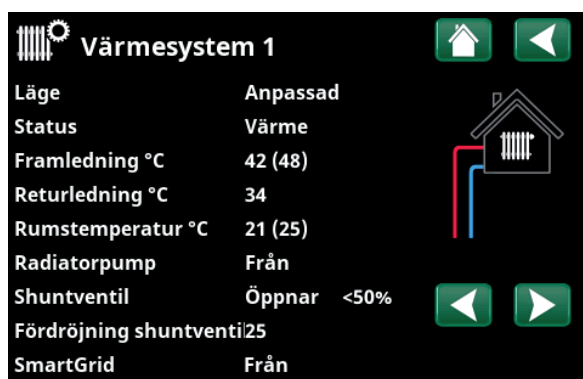 Värmesystem 1
Läge Anpassad
Status Värme
Framledning °C 42 (48)
Returledning °C 34
Rumstemperatur °C 21 (25)
Radiatorpump Från
Shuntventil Öppnar <50%
Fördröjning shuntventil 25
SmartGrid Från